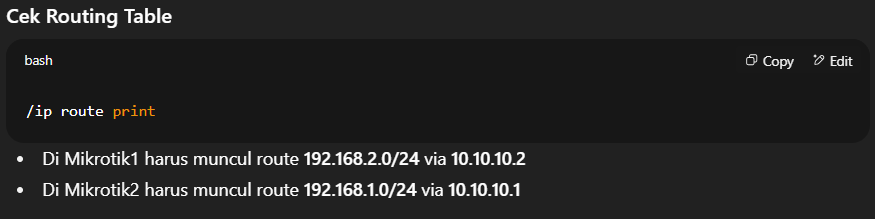 Cek Routing Table
bash
Copy
Edit
/ip route print
Di Mikrotik1 harus muncul route 192.168.2.0/24 via 10.10.10.2
Di Mikrotik2 harus muncul route 192.168.1.0/24 via 10.10.10.1